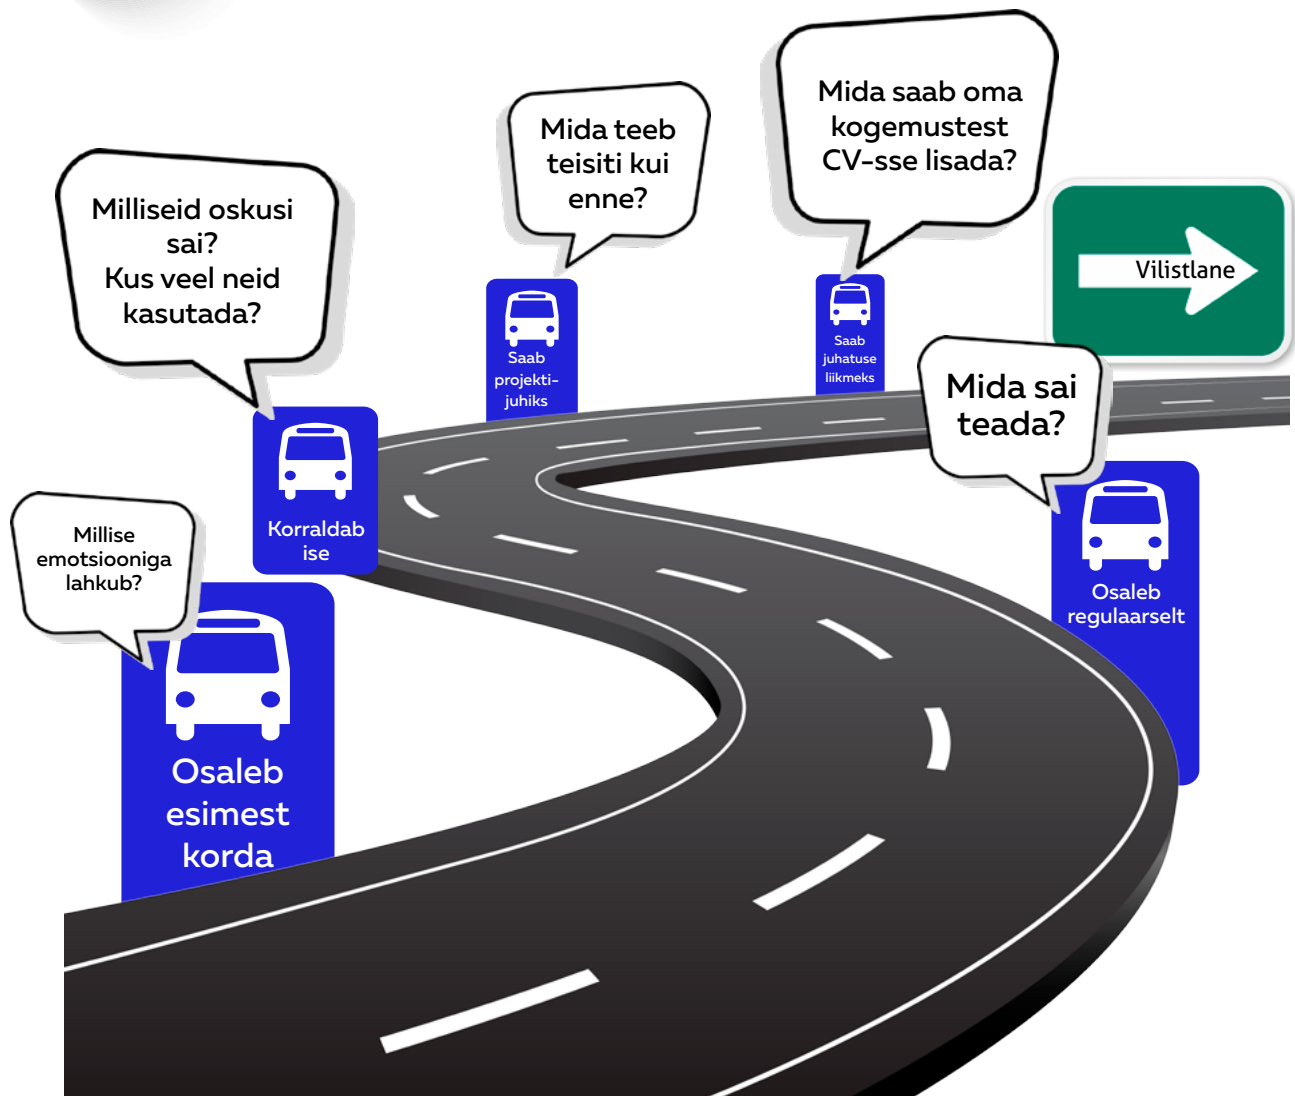 Mida saab oma
kogemustest
CV-sse lisada?
Mida teeb
teisiti kui
enne?
Milliseid oskusi
sai?
Kus veel neid
kasutada?
Vilistlane
Saab
projekti-
juhiks
Saab
juhatuse
liikmeks
Mida sai
teada?
Korraldab
ise
Millise
emotsiooniga
lahkub?
Osaleb
regulaarselt
Osaleb
esimest
korda